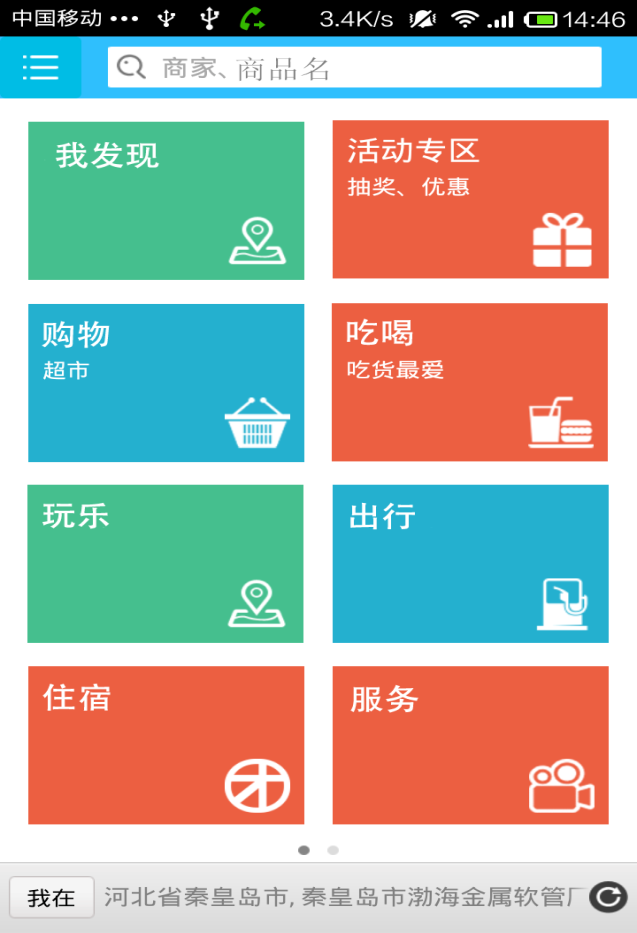 中国移动 ••• 3.4K/s 14:46
商家、商品名
我发现
活动专区
抽奖、优惠
购物
超市
吃喝
吃货最爱
玩乐
出行
住宿
服务
我在 河北省秦皇岛市,秦皇岛市渤海金属软管厂